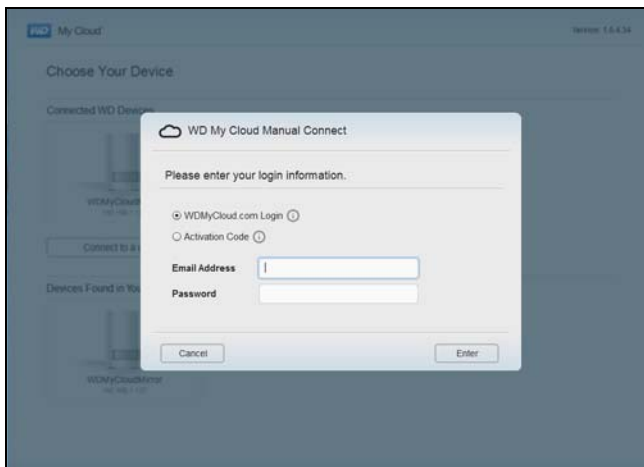 WD My Cloud
Version: 1.0.4.34
Choose Your Device
Connected WD Devices
WD My Cloud Manual Connect
Please enter your login information.
WDMyCloud.com Login
Activation Code
Email Address
Password
Connect to a
Devices Found in You
Cancel
Enter
WDMyCloudMirror